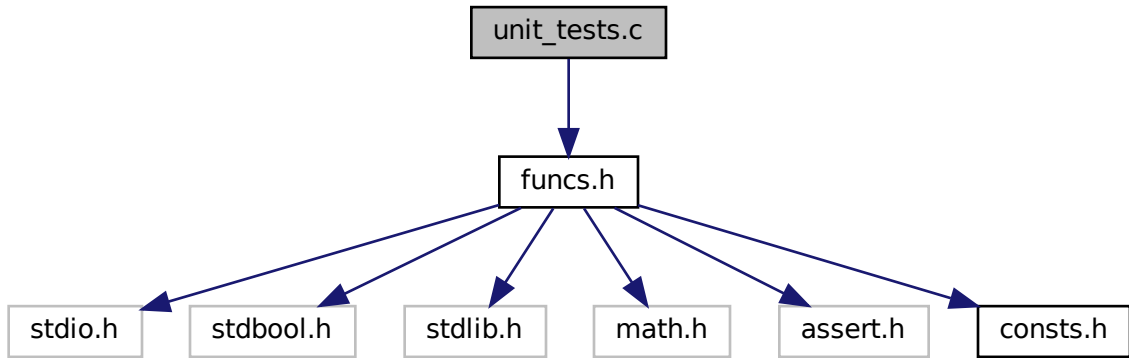 unit_tests.c
funcs.h
stdio.h
stdbool.h
stdlib.h
math.h
assert.h
consts.h